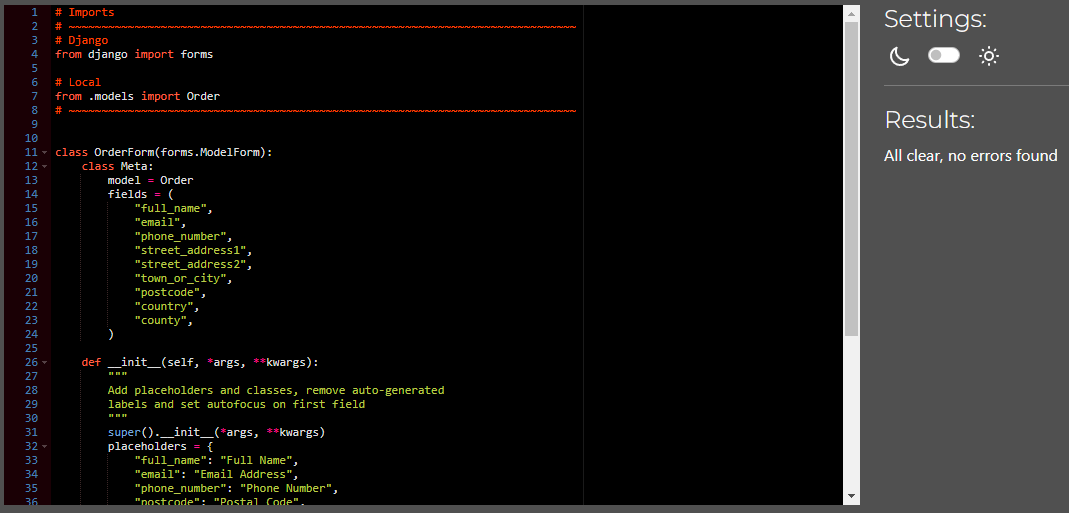 1 # Imports
2 # ~~~~~~~~~~~~~~~~~~~~~~~~~~~~~~~~~~~~~~~~~~~~~~~~~~~~~~~~~~~~~~~~~~~~~~~~~~~~~
3 # Django
4 from django import forms
5
6 # Local
7 from .models import Order
8 # ~~~~~~~~~~~~~~~~~~~~~~~~~~~~~~~~~~~~~~~~~~~~~~~~~~~~~~~~~~~~~~~~~~~~~~~~~~~~~
9
10
11 class OrderForm(forms.ModelForm):
12     class Meta:
13         model = Order
14         fields = (
15             "full_name",
16             "email",
17             "phone_number",
18             "street_address1",
19             "street_address2",
20             "town_or_city",
21             "postcode",
22             "country",
23             "county",
24         )
25
26     def __init__(self, *args, **kwargs):
27         """
28         Add placeholders and classes, remove auto-generated
29         labels and set autofocus on first field
30         """
31         super().__init__(*args, **kwargs)
32         placeholders = {
33             "full_name": "Full Name",
34             "email": "Email Address",
35             "phone_number": "Phone Number",
36             "postcode": "Postal Code",
Settings:
Results:
All clear, no errors found